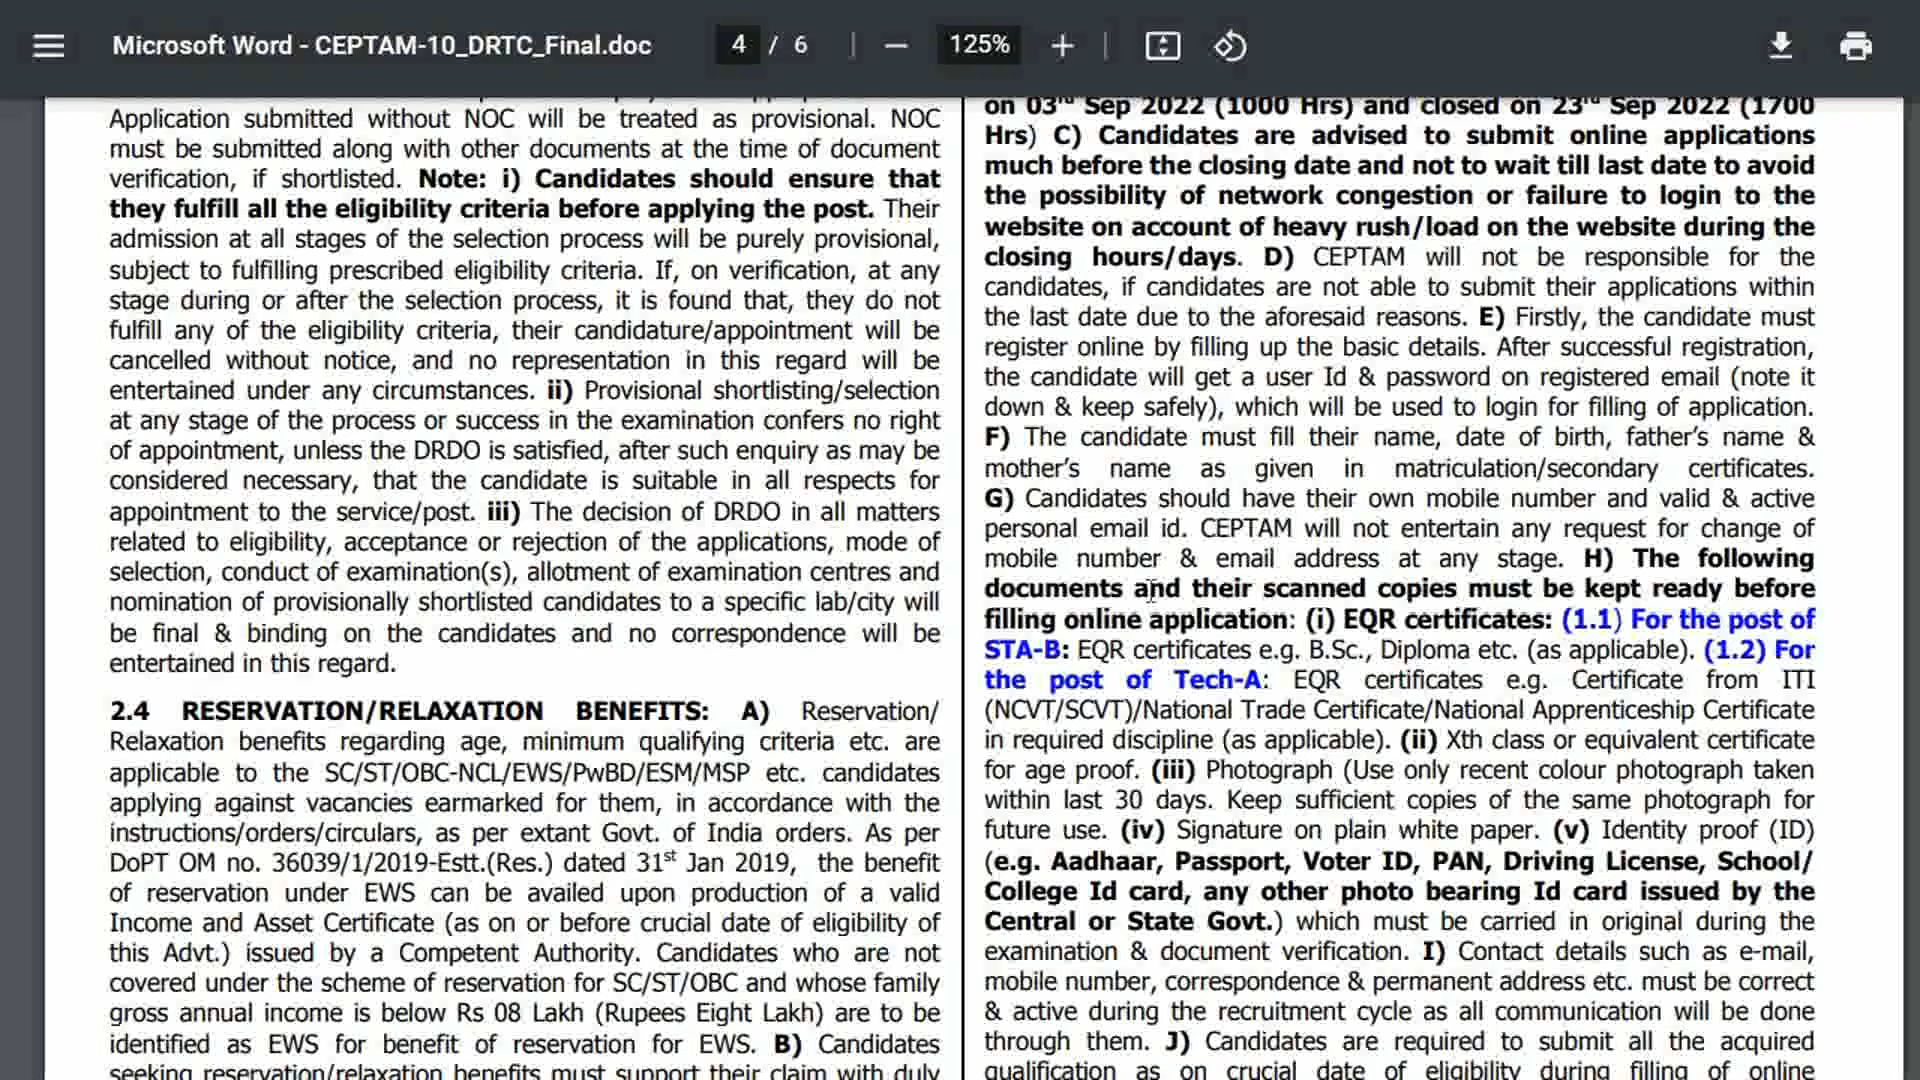 Microsoft Word - CEPTAM-10_DRTC_Final.doc
4 / 6
125%
Application submitted without NOC will be treated as provisional. NOC
must be submitted along with other documents at the time of document
verification, if shortlisted. Note: i) Candidates should ensure that
they fulfill all the eligibility criteria before applying the post. Their
admission at all stages of the selection process will be purely provisional,
subject to fulfilling prescribed eligibility criteria. If, on verification, at any
stage during or after the selection process, it is found that, they do not
fulfill any of the eligibility criteria, their candidature/appointment will be
cancelled without notice, and no representation in this regard will be
entertained under any circumstances. ii) Provisional shortlisting/selection
at any stage of the process or success in the examination confers no right
of appointment, unless the DRDO is satisfied, after such enquiry as may be
considered necessary, that the candidate is suitable in all respects for
appointment to the service/post. iii) The decision of DRDO in all matters
related to eligibility, acceptance or rejection of the applications, mode of
selection, conduct of examination(s), allotment of examination centres and
nomination of provisionally shortlisted candidates to a specific lab/city will
be final & binding on the candidates and no correspondence will be
entertained in this regard.
2.4 RESERVATION/RELAXATION BENEFITS: A) Reservation/
Relaxation benefits regarding age, minimum qualifying criteria etc. are
applicable to the SC/ST/OBC-NCL/EWS/PwBD/ESM/MSP etc. candidates
applying against vacancies earmarked for them, in accordance with the
instructions/orders/circulars, as per extant Govt. of India orders. As per
DoPT OM no. 36039/1/2019-Estt.(Res.) dated 31st Jan 2019, the benefit
of reservation under EWS can be availed upon production of a valid
Income and Asset Certificate (as on or before crucial date of eligibility of
this Advt.) issued by a Competent Authority. Candidates who are not
covered under the scheme of reservation for SC/ST/OBC and whose family
gross annual income is below Rs 08 Lakh (Rupees Eight Lakh) are to be
identified as EWS for benefit of reservation for EWS. B) Candidates
seeking reservation/relaxation benefits must support their claim with duly
on 03rd Sep 2022 (1000 Hrs) and closed on 23rd Sep 2022 (1700
Hrs) C) Candidates are advised to submit online applications
much before the closing date and not to wait till last date to avoid
the possibility of network congestion or failure to login to the
website on account of heavy rush/load on the website during the
closing hours/days. D) CEPTAM will not be responsible for the
candidates, if candidates are not able to submit their applications within
the last date due to the aforesaid reasons. E) Firstly, the candidate must
register online by filling up the basic details. After successful registration,
the candidate will get a user Id & password on registered email (note it
down & keep safely), which will be used to login for filling of application.
F) The candidate must fill their name, date of birth, father's name &
mother's name as given in matriculation/secondary certificates.
G) Candidates should have their own mobile number and valid & active
personal email id. CEPTAM will not entertain any request for change of
mobile number & email address at any stage. H) The following
documents and their scanned copies must be kept ready before
filling online application: (i) EQR certificates: (1.1) For the post of
STA-B: EQR certificates e.g. B.Sc., Diploma etc. (as applicable). (1.2) For
the post of Tech-A: EQR certificates e.g. Certificate from ITI
(NCVT/SCVT)/National Trade Certificate/National Apprenticeship Certificate
in required discipline (as applicable). (ii) Xth class or equivalent certificate
for age proof. (iii) Photograph (Use only recent colour photograph taken
within last 30 days. Keep sufficient copies of the same photograph for
future use. (iv) Signature on plain white paper. (v) Identity proof (ID)
(e.g. Aadhaar, Passport, Voter ID, PAN, Driving License, School/
College Id card, any other photo bearing Id card issued by the
Central or State Govt.) which must be carried in original during the
examination & document verification. I) Contact details such as e-mail,
mobile number, correspondence & permanent address etc. must be correct
& active during the recruitment cycle as all communication will be done
through them. J) Candidates are required to submit all the acquired
qualification as on crucial date of eligibility during filling of online